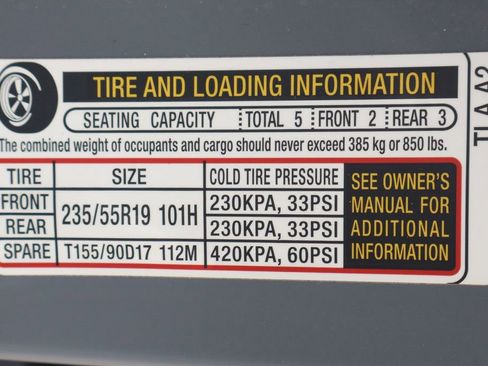 TIRE AND LOADING INFORMATION
SEATING CAPACITY TOTAL 5 FRONT 2 REAR 3
The combined weight of occupants and cargo should never exceed 385 kg or 850 lbs.
TIRE SIZE COLD TIRE PRESSURE
FRONT 235/55R19 101H 230KPA, 33PSI
REAR 230KPA, 33PSI
SPARE T155/90D17 112M 420KPA, 60PSI
SEE OWNER'S
MANUAL FOR
ADDITIONAL
INFORMATION